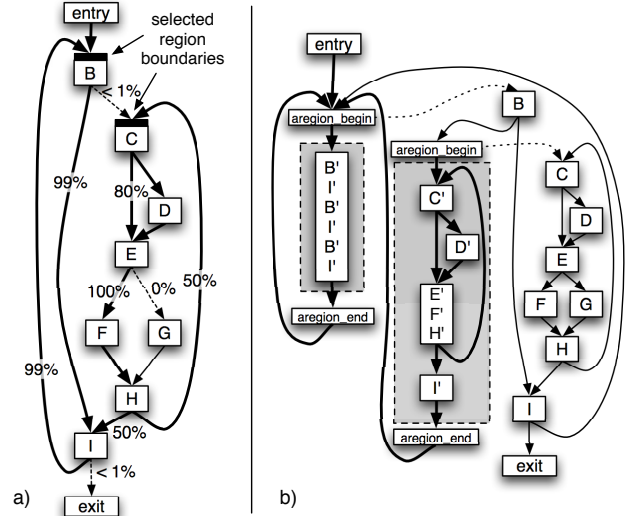 entry
selected
region
boundaries
B
< 1%
C
99%
80%
D
E
100%
0%
50%
F
G
99%
H
50%
I
< 1%
a)
exit
entry
aregion_begin
B
aregion_begin
B'
I'
B'
I'
B'
I'
aregion_end
C'
D'
E'
F'
H'
I'
aregion_end
C
D
E
F
G
H
I
exit
b)